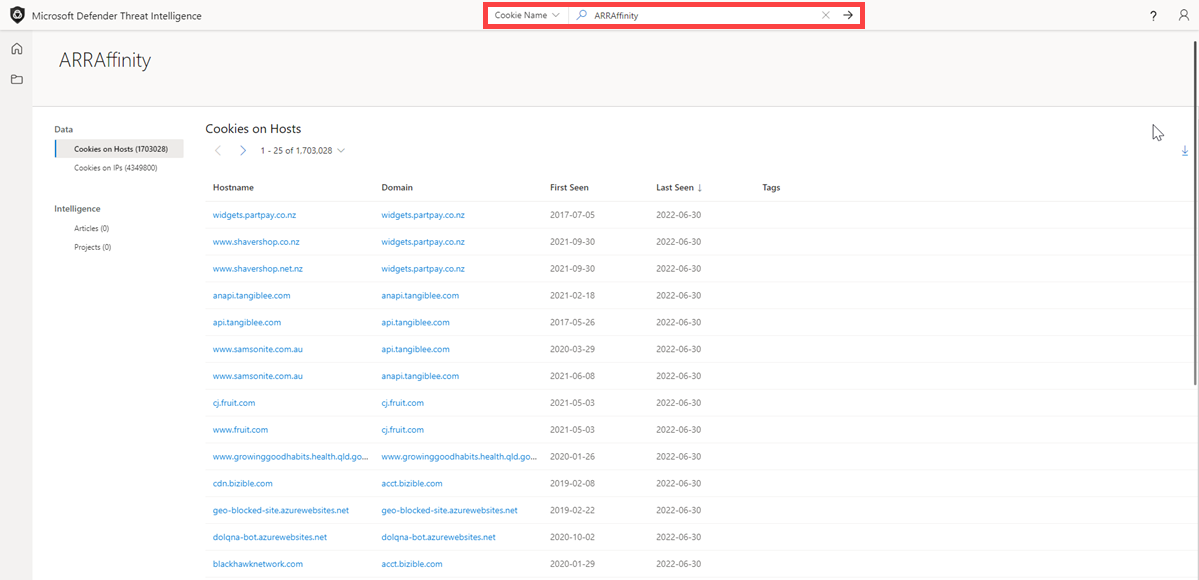 Microsoft Defender Threat Intelligence Cookie Name ARRAffinity ?
ARRAffinity
Data
Cookies on Hosts (1703028)
Cookies on IPs (4349800)
Intelligence
Articles (0)
Projects (0)
Cookies on Hosts
1 - 25 of 1,703,028
Hostname Domain First Seen Last Seen ↓ Tags
widgets.partpay.co.nz widgets.partpay.co.nz 2017-07-05 2022-06-30
www.shavershop.co.nz widgets.partpay.co.nz 2021-09-30 2022-06-30
www.shavershop.net.nz widgets.partpay.co.nz 2021-09-30 2022-06-30
anapi.tangiblee.com anapi.tangiblee.com 2021-02-18 2022-06-30
api.tangiblee.com api.tangiblee.com 2017-05-26 2022-06-30
www.samsonite.com.au api.tangiblee.com 2020-03-29 2022-06-30
www.samsonite.com.au anapi.tangiblee.com 2021-06-08 2022-06-30
cj.fruit.com cj.fruit.com 2021-05-03 2022-06-30
www.fruit.com cj.fruit.com 2021-05-03 2022-06-30
www.growinggoodhabits.health.qld.go... www.growinggoodhabits.health.qld.go... 2020-01-26 2022-06-30
cdn.bizible.com acct.bizible.com 2019-02-08 2022-06-30
geo-blocked-site.azurewebsites.net geo-blocked-site.azurewebsites.net 2019-02-22 2022-06-30
dolqna-bot.azurewebsites.net dolqna-bot.azurewebsites.net 2020-10-02 2022-06-30
blackhawknetwork.com acct.bizible.com 2020-01-29 2022-06-30